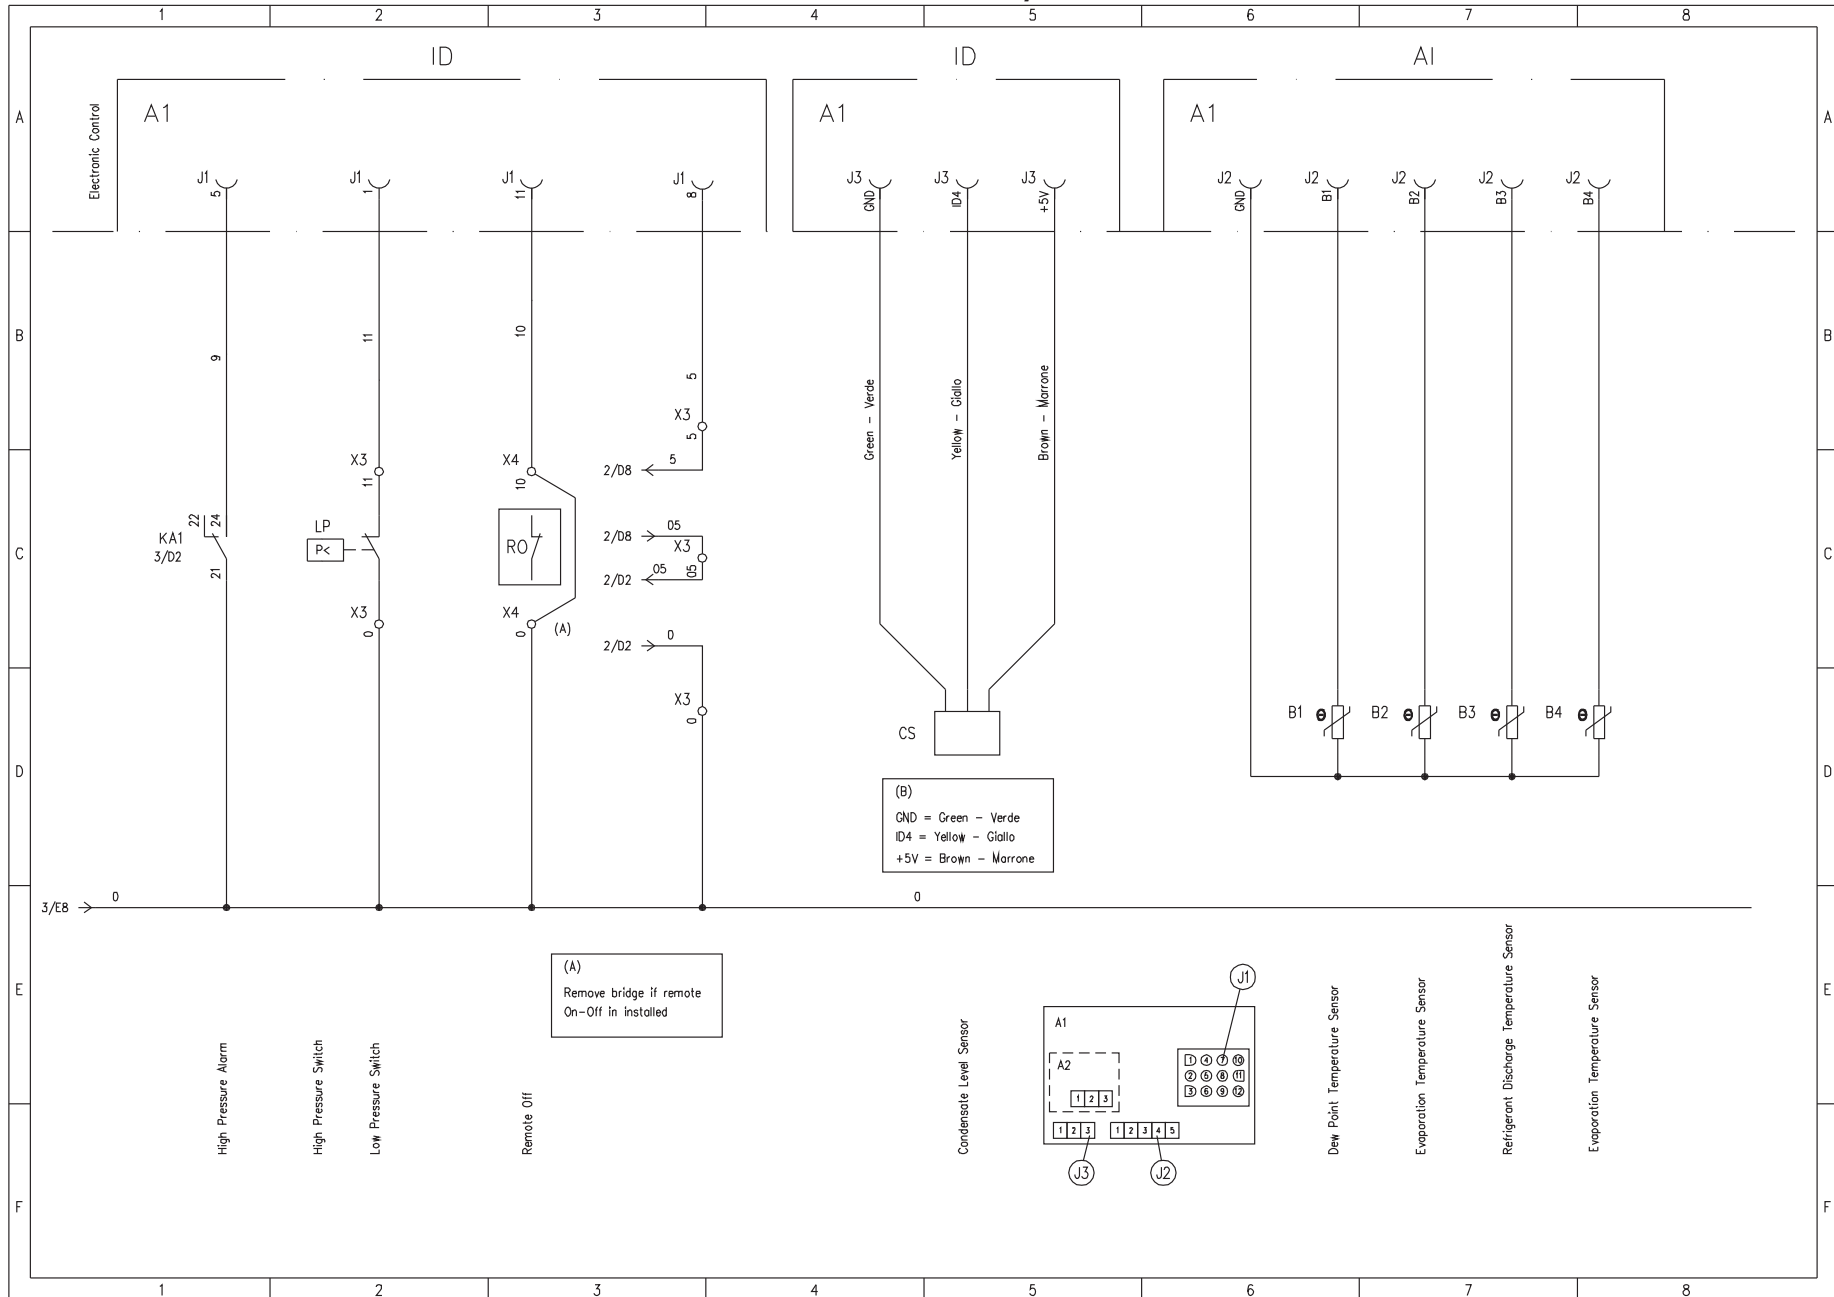 1 2 3 4 5 6 7 8
ID ID AI
A A
Electronic Control
A1 A1 A1
J1 J1 J1 J1 J3 J3 J3 J2 J2 J2 J2 J2
5 1 11 8 GND ID4 +5V GND B1 B2 B3 B4
B B
9 11 10 5
Green - Verde
Yellow - Giallo
Brown - Marrone
X3
5
X3 X4
11 10
2/D8 5
22 24
KA1
3/D2
21
LP
P<
RO
2/D8 05
X3
2/D2 05 05
C C
X3 X4
0 0 (A)
2/D2 0
X3
0
B1 θ B2 θ B3 θ B4 θ
CS
D D
(B)
GND = Green - Verde
ID4 = Yellow - Giallo
+5V = Brown - Marrone
3/E8 0 0
(A)
Remove bridge if remote
On-Off in installed
E E
High Pressure Alarm
High Pressure Switch
Low Pressure Switch
Remote Off
Condensate Level Sensor
J1
A1
A2
1 2 3
1 4 7 10
2 5 8 11
3 6 9 12
1 2 3 1 2 3 4 5
J3 J2
Dew Point Temperature Sensor
Evaporation Temperature Sensor
Refrigerant Discharge Temperature Sensor
Evaporation Temperature Sensor
F F
1 2 3 4 5 6 7 8